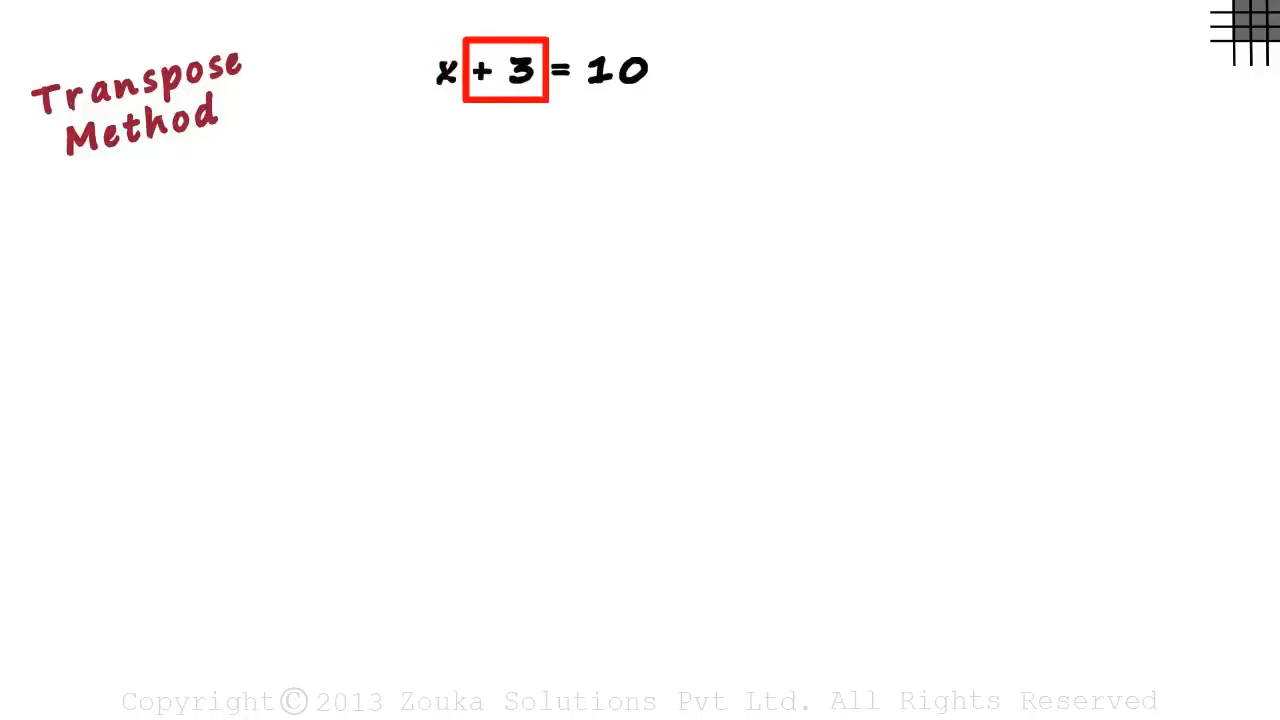 Transpose
Method
x + 3 = 10
Copyright©2013 Zouka Solutions Pvt Ltd. All Rights Reserved